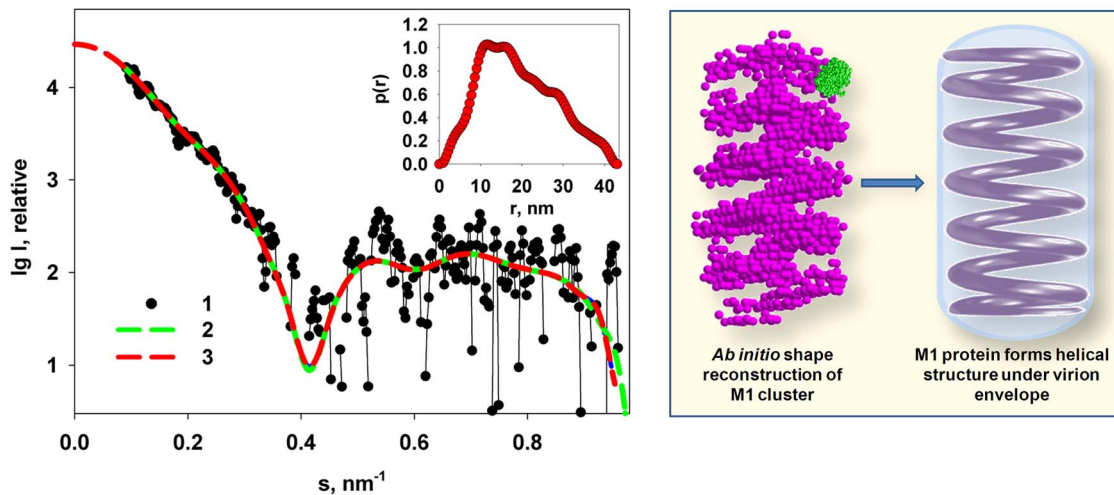 lg I, relative
4
3
2
1
1
2
3
0.0 0.2 0.4 0.6 0.8
s, nm-1
p(r)
1.2
1.0
0.8
0.6
0.4
0.2
0.0
0 10 20 30 40
r, nm
Ab initio shape
reconstruction of
M1 cluster
M1 protein forms helical
structure under virion
envelope